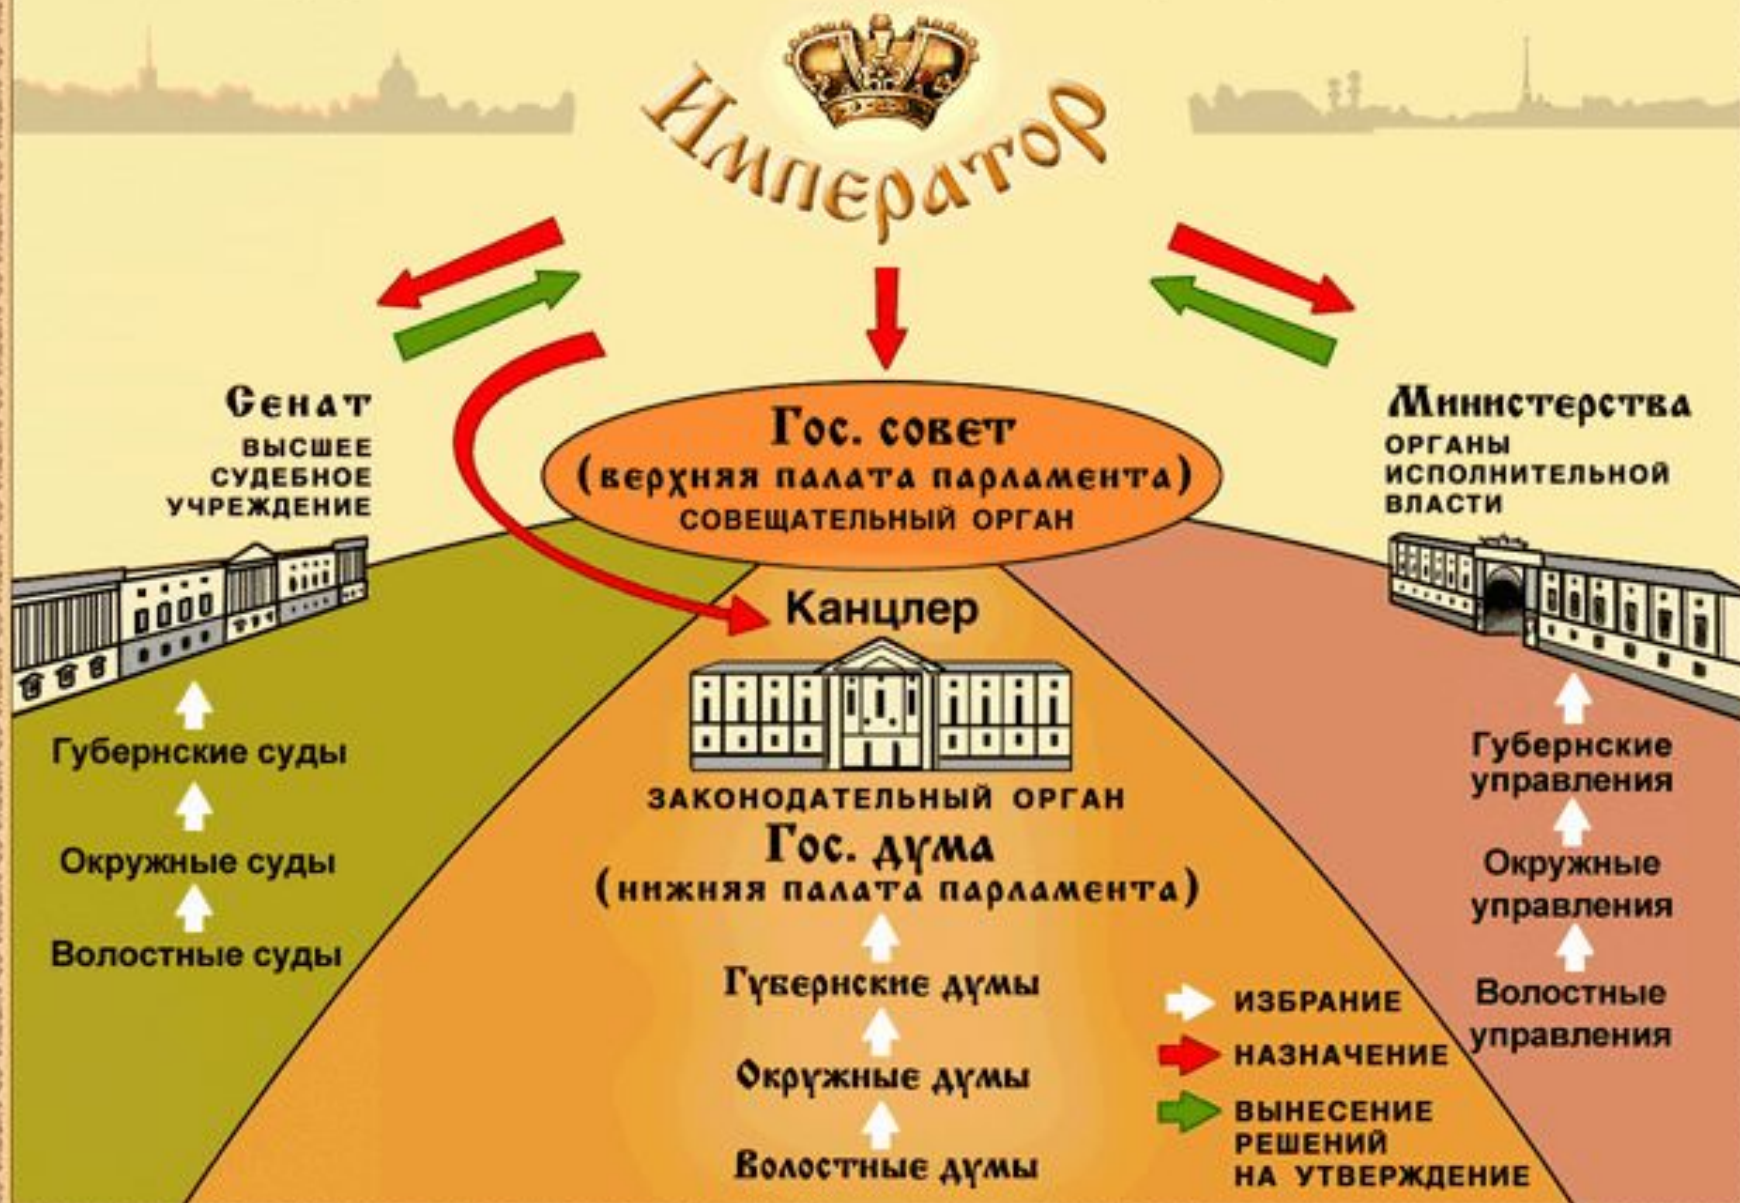 Император
Сенат
ВЫСШЕЕ
СУДЕБНОЕ
УЧРЕЖДЕНИЕ
Гос. совет
(верхняя палата парламента)
СОВЕЩАТЕЛЬНЫЙ ОРГАН
Министерства
ОРГАНЫ
ИСПОЛНИТЕЛЬНОЙ
ВЛАСТИ
Канцлер
ЗАКОНОДАТЕЛЬНЫЙ ОРГАН
Гос. дума
(нижняя палата парламента)
Губернские думы
Окружные думы
Волостные думы
Губернские суды
Окружные суды
Волостные суды
Губернские
управления
Окружные
управления
Волостные
управления
ИЗБРАНИЕ
НАЗНАЧЕНИЕ
ВЫНЕСЕНИЕ
РЕШЕНИЙ
НА УТВЕРЖДЕНИЕ